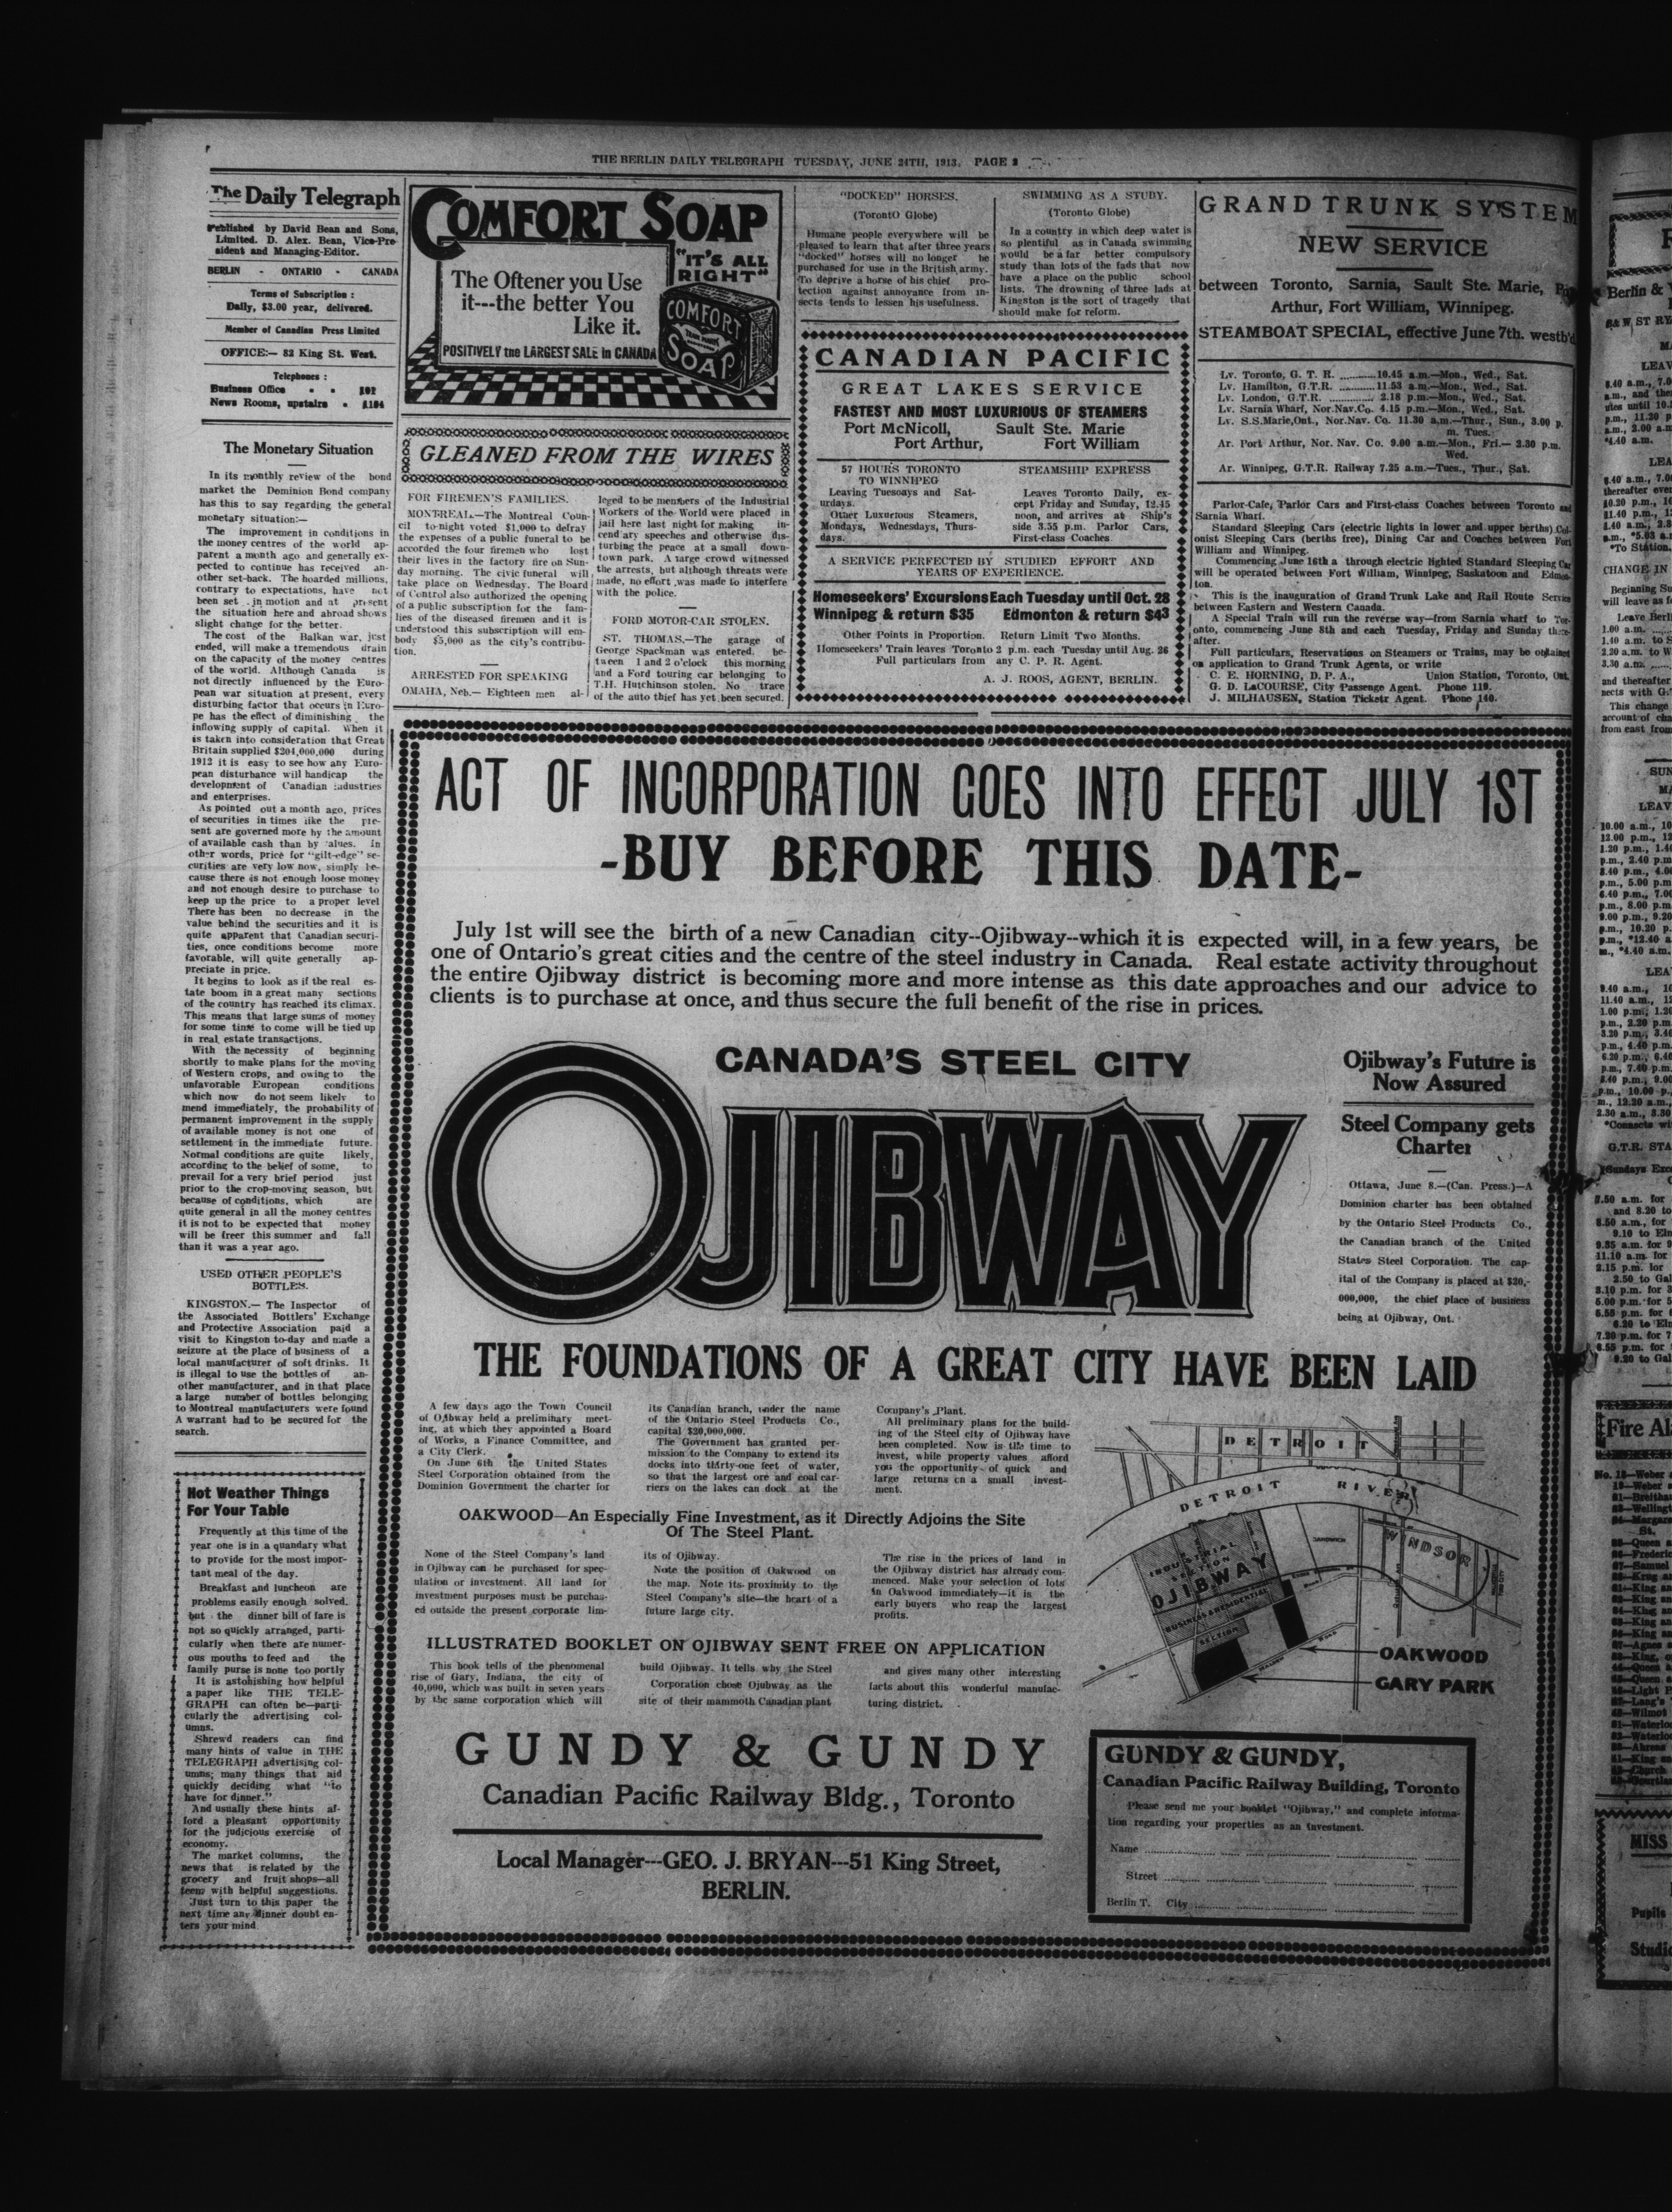 THE BERLIN DAILY TELEGRAPH TUESDAY, JUNE 24TH, 1913. PAGE 2
The Daily Telegraph
Published by David Bean and Sons,
Limited. D. Alex. Bean, Vice-Pre
sident and Managing-Editor.
BERLIN - ONTARIO - CANADA
Terms of Subscription :
Daily, $3.00 year, delivered.
Member of Canadian Press Limited
OFFICE:— 82 King St. West.
Telephones :
Business Office
News Rooms, upstairs
The Monetary Situation
In its monthly review of the bond
market the Dominion Bond company
has this to say regarding the general
monetary situation:—
The improvement in conditions in
the money centres of the world ap-
parent a month ago and generally ex-
pected to continue has received an-
other set-back. The hoarded millions,
contrary to expectations, have not
been set in motion and at present
the situation here and abroad shows
slight change for the better.
The cost of the Balkan war, just
ended, will make a tremendous drain
on the capacity of the money centres
of the world. Although Canada is
not directly influenced by the Euro-
pean war situation at present, every
disturbing factor that occurs in Euro-
pe has the effect of diminishing the
inflowing supply of capital. When it
is taken into consideration that Great
Britain supplied $204,000,000 during
1912 it is easy to see how any Euro-
pean disturbance will handicap the
development of Canadian industries
and enterprises.
As pointed out a month ago, prices
of securities in times like the pre-
sent are governed more by the amount
of available cash than by values. In
other words, price for "gilt-edge" se-
curities are very low now, simply be-
cause there is not enough loose money
and not enough desire to purchase to
keep up the price to a proper level
There has been no decrease in the
value behind the securities and it is
quite apparent that Canadian securi-
ties, once conditions become more
favorable, will quite generally ap-
preciate in price.
It begins to look as if the real es-
tate boom in a great many sections
of the country has reached its climax.
This means that large sums of money
for some time to come will be tied up
in real estate transactions.
With the necessity of beginning
shortly to make plans for the moving
of Western crops, and owing to the
unfavorable European conditions
which now do not seem likely to
mend immediately, the probability of
permanent improvement in the supply
of available money is not one of
settlement in the immediate future.
Normal conditions are quite likely,
according to the belief of some, to
prevail for a very brief period just
prior to the crop-moving season, but
because of conditions, which are
quite general in all the money centres
it is not to be expected that money
will be freer this summer and fall
than it was a year ago.
USED OTHER PEOPLE'S
BOTTLES.
KINGSTON.— The Inspector of
the Associated Bottlers' Exchange
and Protective Association paid a
visit to Kingston to-day and made a
seizure at the place of business of a
local manufacturer of soft drinks. It
is illegal to use the bottles of an-
other manufacturer, and in that place
a large number of bottles belonging
to Montreal manufacturers were found
A warrant had to be secured for the
search.
Hot Weather Things
For Your Table
Frequently at this time of the
year one is in a quandary what
to provide for the most impor-
tant meal of the day.
Breakfast and luncheon are
problems easily enough solved.
but the dinner bill of fare is
not so quickly arranged, parti-
cularly when there are numer-
ous mouths to feed and the
family purse is none too portly
It is astonishing how helpful
a paper like THE TELE-
GRAPH can often be—parti-
cularly the advertising col-
umns.
Shrewd readers can find
many hints of value in THE
TELEGRAPH advertising col-
umns; many things that aid
quickly deciding what "to
have for dinner."
And usually these hints af-
ford a pleasant opportunity
for the judicious exercise of
economy.
The market columns, the
news that is related by the
grocery and fruit shops—all
teem with helpful suggestions.
Just turn to this paper the
next time any dinner doubt en-
ters your mind
COMFORT SOAP
"IT'S ALL
RIGHT"
The Oftener you Use
it---the better You
Like it.
POSITIVELY the LARGEST SALE in CANADA
COMFORT
TRADE MARK
SOAP
GLEANED FROM THE WIRES
FOR FIREMEN'S FAMILIES.
MONTREAL—The Montreal Coun-
cil to-night voted $1,000 to defray
the expenses of a public funeral to be
accorded the four firemen who lost
their lives in the factory fire on Sun-
day morning. The civic funeral will
take place on Wednesday. The Board
of Control also authorized the opening
of a public subscription for the fam-
lies of the diseased firemen and it is
understood this subscription will em-
body $5,000 as the city's contribu-
tion.
ARRESTED FOR SPEAKING
OMAHA, Neb.— Eighteen men al-
leged to be members of the Industrial
Workers of the World were placed in
jail here last night for making in-
cend'ary speeches and otherwise dis-
turbing the peace at a small down-
town park. A large crowd witnessed
the arrests, but although threats were
made, no effort was made to interfere
with the police.
FORD MOTOR-CAR STOLEN.
ST. THOMAS.—The garage of
George Spackman was entered. be-
tween 1 and 2 o'clock this morning
and a Ford touring car belonging to
T.H. Hutchinson stolen. No trace
of the auto thief has yet been secured.
"DOCKED" HORSES.
(TorontO Globe)
Humane people everywhere will be
pleased to learn that after three years
"docked" horses will no longer be
purchased for use in the British army.
To deprive a horse of his chief pro-
tection against annoyance from in-
sects tends to lessen his usefulness.
SWIMMING AS A STUDY.
(Toronto Globe)
In a country in which deep water is
so plentiful as in Canada swimming
would be a far better compulsory
study than lots of the fads that now
have a place on the public school
lists. The drowning of three lads at
Kingston is the sort of tragedy that
should make for reform.
CANADIAN PACIFIC
GREAT LAKES SERVICE
FASTEST AND MOST LUXURIOUS OF STEAMERS
Port McNicoll, Sault Ste. Marie
Port Arthur, Fort William
57 HOURS TORONTO
TO WINNIPEG
Leaving Tuesdays and Sat-
urdays.
Other Luxurious Steamers,
Mondays, Wednesdays, Thurs-
days.
STEAMSHIP EXPRESS
Leaves Toronto Daily, ex-
cept Friday and Sunday, 12.45
noon, and arrives at Ship's
side 3.55 p.m. Parlor Cars,
First-class Coaches.
A SERVICE PERFECTED BY STUDIED EFFORT AND
YEARS OF EXPERIENCE.
Homeseekers' Excursions Each Tuesday until Oct. 28
Winnipeg & return $35 Edmonton & return $43
Other Points in Proportion. Return Limit Two Months.
Homeseekers' Train leaves Toronto 2 p.m. each Tuesday until Aug. 26
Full particulars from any C. P. R. Agent.
A. J. ROOS, AGENT, BERLIN.
GRAND TRUNK SYSTEM
NEW SERVICE
between Toronto, Sarnia, Sault Ste. Marie,
Arthur, Fort William, Winnipeg.
STEAMBOAT SPECIAL, effective June 7th. westb'd
Lv. Toronto, G. T. R. ...........10.45 a.m—Mon., Wed., Sat.
Lv. Hamilton, G.T.R. ...........11.53 a.m—Mon., Wed., Sat.
Lv. London, G.T.R. .............. 2.18 p.m—Mon., Wed., Sat.
Lv. Sarnia Wharf, Nor.Nav.Co. 4.15 p.m—Mon., Wed., Sat.
Lv. S.S.Marie,Ont., Nor.Nav. Co. 11.30 a.m.—Thur., Sun., 3.00 p.
m. Tues.
Ar. Port Arthur, Nor. Nav. Co. 9.00 a.m.—Mon., Fri.— 2.30 p.m.
Wed.
Ar. Winnipeg, G.T.R. Railway 7.25 a.m—Tues., Thur., Sat.
Parlor-Cafe, Parlor Cars and First-class Coaches between Toronto and
Sarnia Wharf.
Standard Sleeping Cars (electric lights in lower and upper berths) Col-
onist Sleeping Cars (berths free), Dining Car and Coaches between Fort
William and Winnipeg.
Commencing June 16th a through electric lighted Standard Sleeping Car
will be operated between Fort William, Winnipeg, Saskatoon and Edmon-
ton.
This is the inauguration of Grand Trunk Lake and Rail Route Service
between Eastern and Western Canada.
A Special Train will run the reverse way—from Sarnia wharf to Tor-
onto, commencing June 8th and each Tuesday, Friday and Sunday there-
after.
Full particulars, Reservations on Steamers or Trains, may be obtained
on application to Grand Trunk Agents, or write
C. E. HORNING, D. P. A., Union Station, Toronto, Ont.
G. D. LaCOURSE, City Passenge Agent. Phone 119.
J. MILHAUSEN, Station Ticketr Agent. Phone 140.
ACT OF INCORPORATION GOES INTO EFFECT JULY 1ST
-BUY BEFORE THIS DATE-
July 1st will see the birth of a new Canadian city--Ojibway--which it is expected will, in a few years, be
one of Ontario's great cities and the centre of the steel industry in Canada. Real estate activity throughout
the entire Ojibway district is becoming more and more intense as this date approaches and our advice to
clients is to purchase at once, and thus secure the full benefit of the rise in prices.
CANADA'S STEEL CITY
OJIBWAY
Ojibway's Future is
Now Assured
Steel Company gets
Charter
Ottawa, June 8.—(Can. Press.)—A
Dominion charter has been obtained
by the Ontario Steel Products Co.,
the Canadian branch of the United
States Steel Corporation. The cap-
ital of the Company is placed at $20,-
000,000, the chief place of business
being at Ojibway, Ont.
THE FOUNDATIONS OF A GREAT CITY HAVE BEEN LAID
A few days ago the Town Council
of Ojibway held a preliminary meet-
ing, at which they appointed a Board
of Works, a Finance Committee, and
a City Clerk.
On June 6th the United States
Steel Corporation obtained from the
Dominion Government the charter for
its Canadian branch, under the name
of the Ontario Steel Products Co.,
capital $20,000,000.
The Government has granted per-
mission to the Company to extend its
docks into thirty-one feet of water,
so that the largest ore and coal car-
riers on the lakes can dock at the
Company's Plant.
All preliminary plans for the build-
ing of the Steel city of Ojibway have
been completed. Now is the time to
invest, while property values afford
you the opportunity of quick and
large returns on a small invest-
ment.
OAKWOOD—An Especially Fine Investment, as it Directly Adjoins the Site
Of The Steel Plant.
None of the Steel Company's land
in Ojibway can be purchased for spec-
ulation or investment. All land for
investment purposes must be purchas-
ed outside the present corporate lim-
its of Ojibway.
Note the position of Oakwood on
the map. Note its proximity to the
Steel Company's site—the heart of a
future large city.
The rise in the prices of land in
the Ojibway district has already com-
menced. Make your selection of lots
in Oakwood immediately—it is the
early buyers who reap the largest
profits.
ILLUSTRATED BOOKLET ON OJIBWAY SENT FREE ON APPLICATION
This book tells of the phenomenal
rise of Gary, Indiana, the city of
40,000, which was built in seven years
by the same corporation which will
build Ojibway. It tells why the Steel
Corporation chose Ojubway as the
site of their mammoth Canadian plant
and gives many other interesting
facts about this wonderful manufac-
turing district.
DETROIT
DETROIT RIVER
WINDSOR
SANDWICH
INDUSTRIAL
SECTION
OJIBWAY
BUSINESS & RESIDENTIAL
SECTION
OAKWOOD
GARY PARK
GUNDY & GUNDY
Canadian Pacific Railway Bldg., Toronto
Local Manager---GEO. J. BRYAN---51 King Street,
BERLIN.
GUNDY & GUNDY,
Canadian Pacific Railway Building, Toronto
Please send me your booklet "Ojibway," and complete informa-
tion regarding your properties as an investment.
Name
Street
Berlin T. City
Berlin &
LEAV
CHANGE IN
Beginning Su
will leave as f
Leave Berli
and thereafter
This change
from east from
Fire Al
MISS
Pupils
Studi